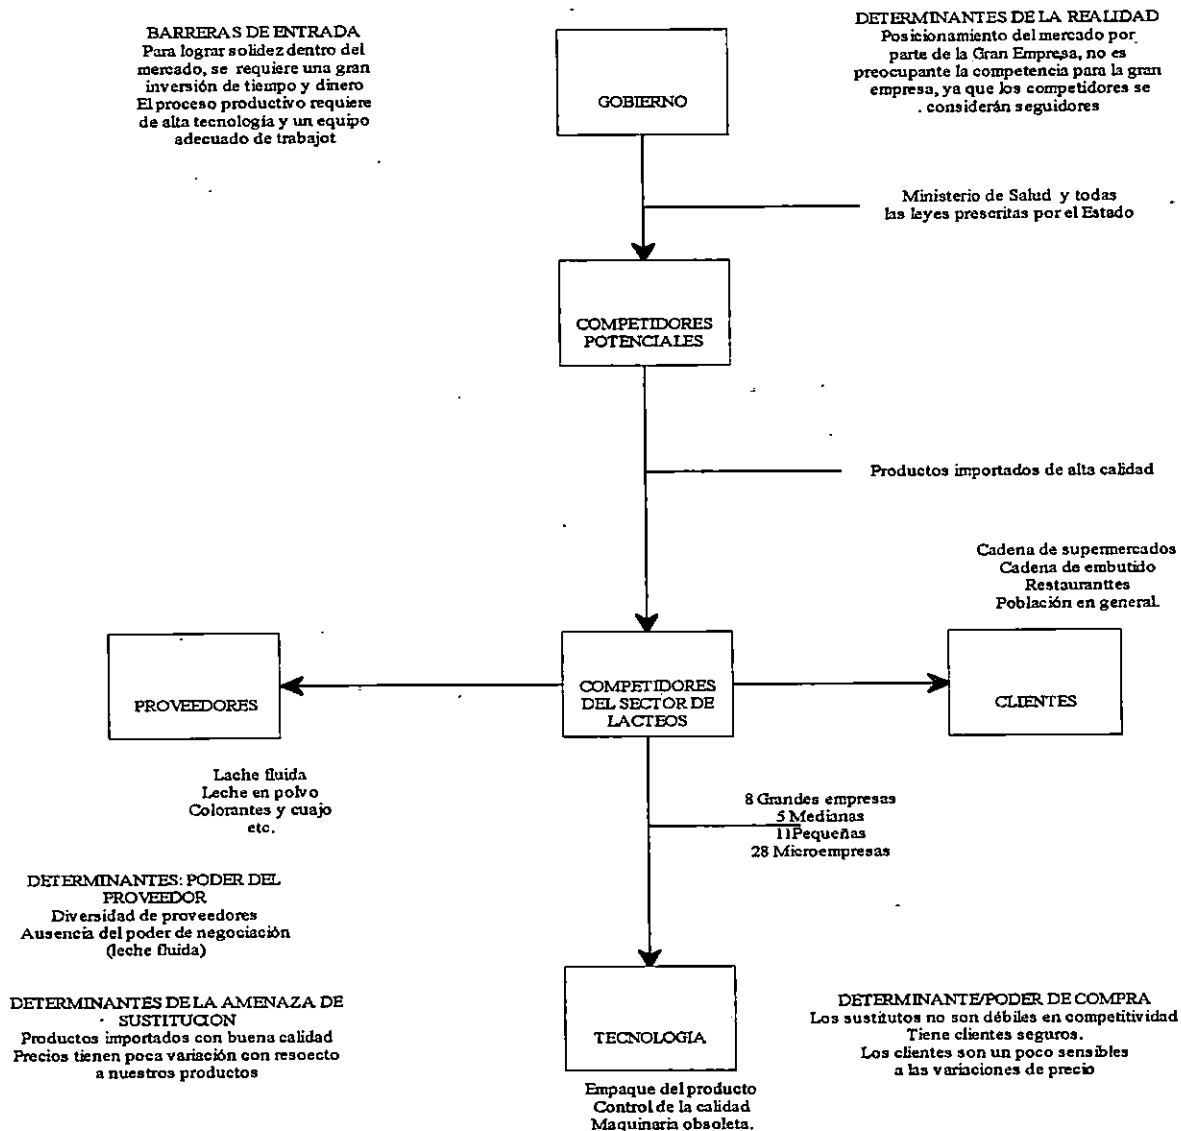 BARRERAS DE ENTRADA
Para lograr solidez dentro del
mercado, se requiere una gran
inversión de tiempo y dinero
El proceso productivo requiere
de alta tecnología y un equipo
adecuado de trabajot
GOBIERNO
DETERMINANTES DE LA REALIDAD
Posicionamiento del mercado por
parte de la Gran Empresa, no es
preocupante la competencia para la gran
empresa, ya que los competidores se
considerán seguidores
Ministerio de Salud y todas
las leyes prescritas por el Estado
COMPETIDORES
POTENCIALES
Productos importados de alta calidad
Cadena de supermercados
Cadena de embutido
Restauranttes
Población en general.
PROVEEDORES
COMPETIDORES
DEL SECTOR DE
LACTEOS
CLIENTES
Lache fluida
Leche en polvo
Colorantes y cuajo
etc.
8 Grandes empresas
5 Medianas
11Pequeñas
28 Microempresas
DETERMINANTES: PODER DEL
PROVEEDOR
Diversidad de proveedores
Ausencia del poder de negociación
(leche fluida)
DETERMINANTES DE LA AMENAZA DE
SUSTITUCION
Productos importados con buena calidad
Precios tienen poca variación con resoecto
a nuestros productos
TECNOLOGIA
Empaque del producto
Control de la calidad
Maquinaria obsoleta.
DETERMINANTE/PODER DE COMPRA
Los sustitutos no son débiles en competitividad
Tiene clientes seguros.
Los clientes son un poco sensibles
a las variaciones de precio